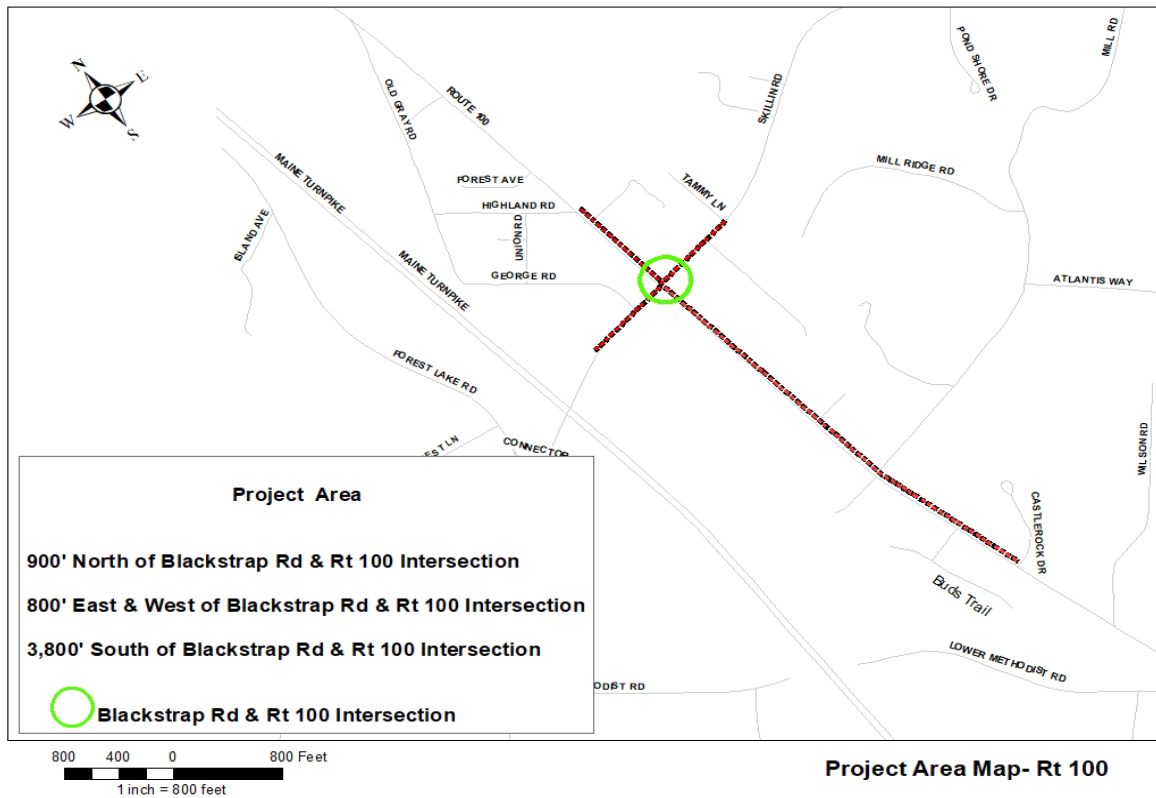 N
E
W
S
OLD GRAY RD
ROUTE 100
SKILLIN RD
POND SHORE DR
MILL RD
MAINE TURNPIKE
FOREST AVE
TAMMY LN
MILL RIDGE RD
HIGHLAND RD
UNION RD
ISLAND AVE
MAINE TURNPIKE
GEORGE RD
ATLANTIS WAY
FOREST LAKE RD
WILSON RD
EST LN
CONNECTOR
CASTLEROCK DR
Buds Trail
LOWER METHODIST RD
ODIST RD
Project Area
900' North of Blackstrap Rd & Rt 100 Intersection
800' East & West of Blackstrap Rd & Rt 100 Intersection
3,800' South of Blackstrap Rd & Rt 100 Intersection
Blackstrap Rd & Rt 100 Intersection
800 400 0 800 Feet
1 inch = 800 feet
Project Area Map- Rt 100